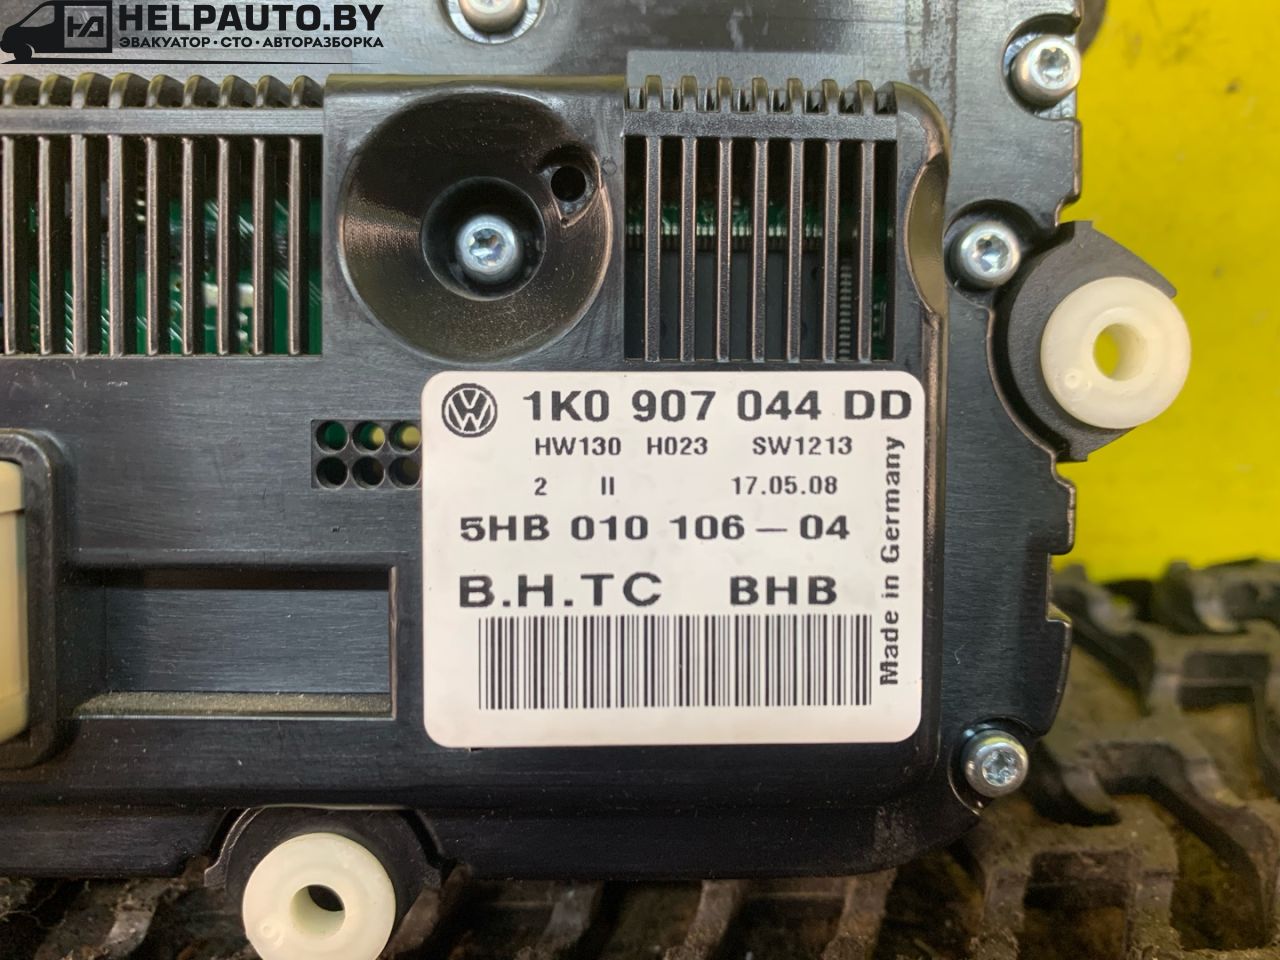 HELPAUTO.BY
ЭВАКУАТОР · СТО · АВТОРАЗБОРКА
1K0 907 044 DD
HW130 H023 SW1213
2 II 17.05.08
5HB 010 106 – 04
B.H.TC BHB
Made in Germany